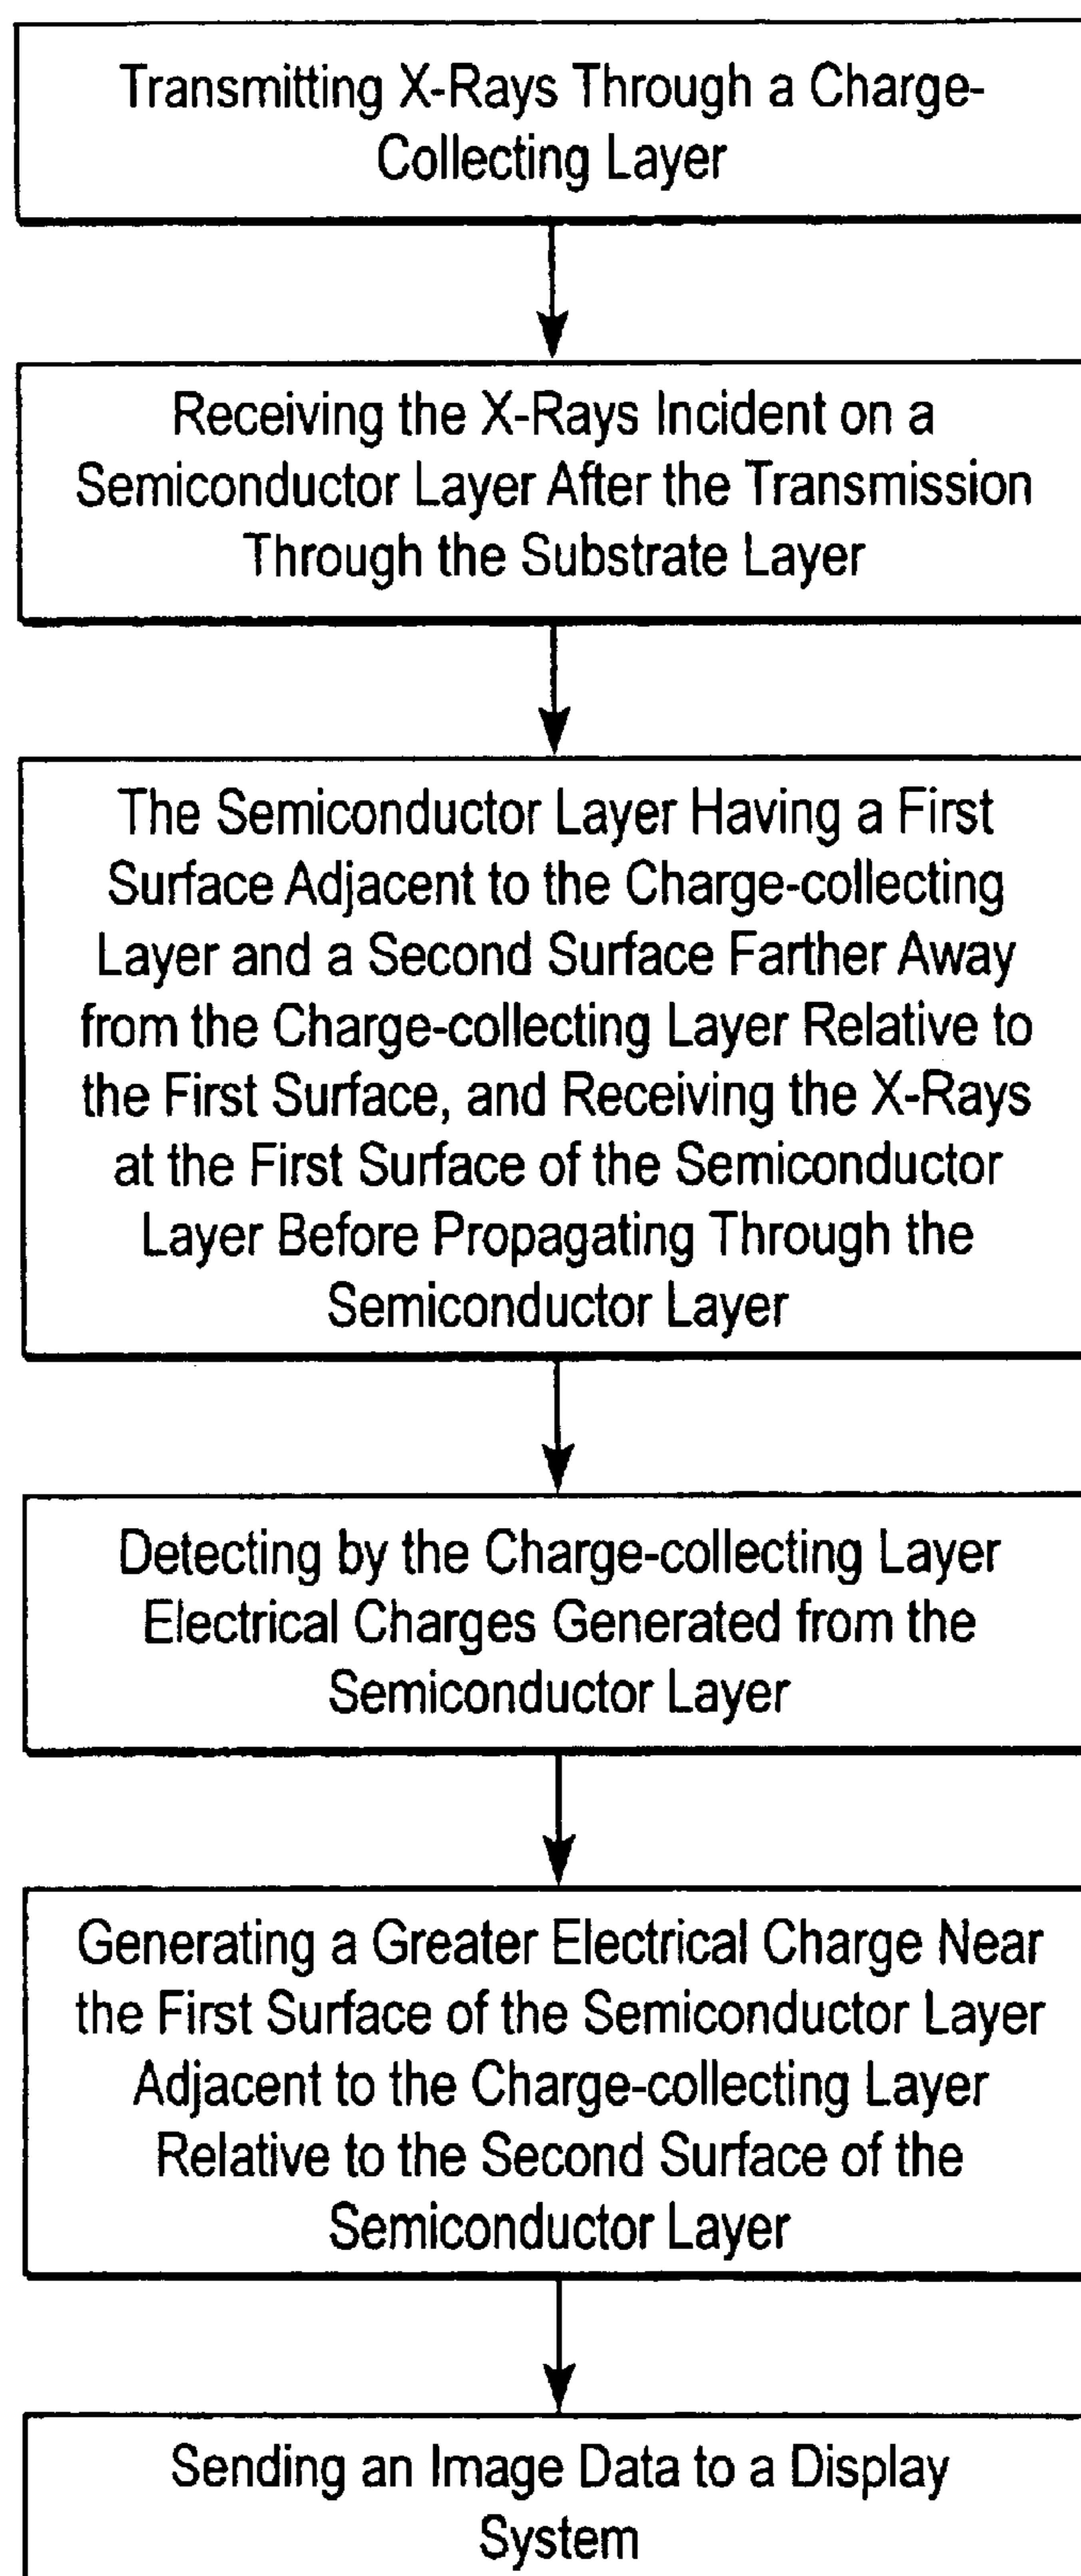 Transmitting X-Rays Through a Charge-
Collecting Layer
Receiving the X-Rays Incident on a
Semiconductor Layer After the Transmission
Through the Substrate Layer
The Semiconductor Layer Having a First
Surface Adjacent to the Charge-collecting
Layer and a Second Surface Farther Away
from the Charge-collecting Layer Relative to
the First Surface, and Receiving the X-Rays
at the First Surface of the Semiconductor
Layer Before Propagating Through the
Semiconductor Layer
Detecting by the Charge-collecting Layer
Electrical Charges Generated from the
Semiconductor Layer
Generating a Greater Electrical Charge Near
the First Surface of the Semiconductor Layer
Adjacent to the Charge-collecting Layer
Relative to the Second Surface of the
Semiconductor Layer
Sending an Image Data to a Display
System